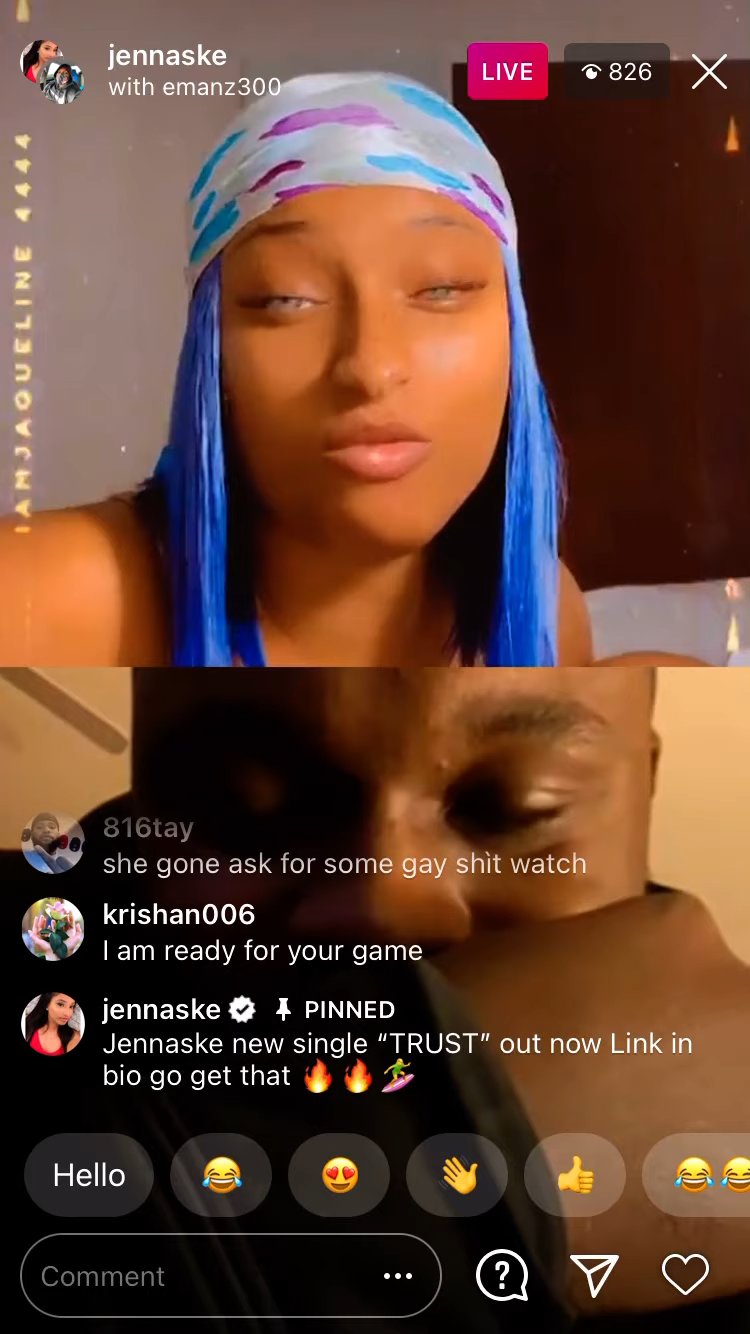 jennaske
with emanz300
LIVE
826
IAMJAQUELINE 4444
816tay
she gone ask for some gay shìt watch
krishan006
I am ready for your game
jennaske PINNED
Jennaske new single “TRUST” out now Link in
bio go get that 🔥🔥🏄‍♀️
Hello 😂 😍 👋 👍 😂😂
Comment